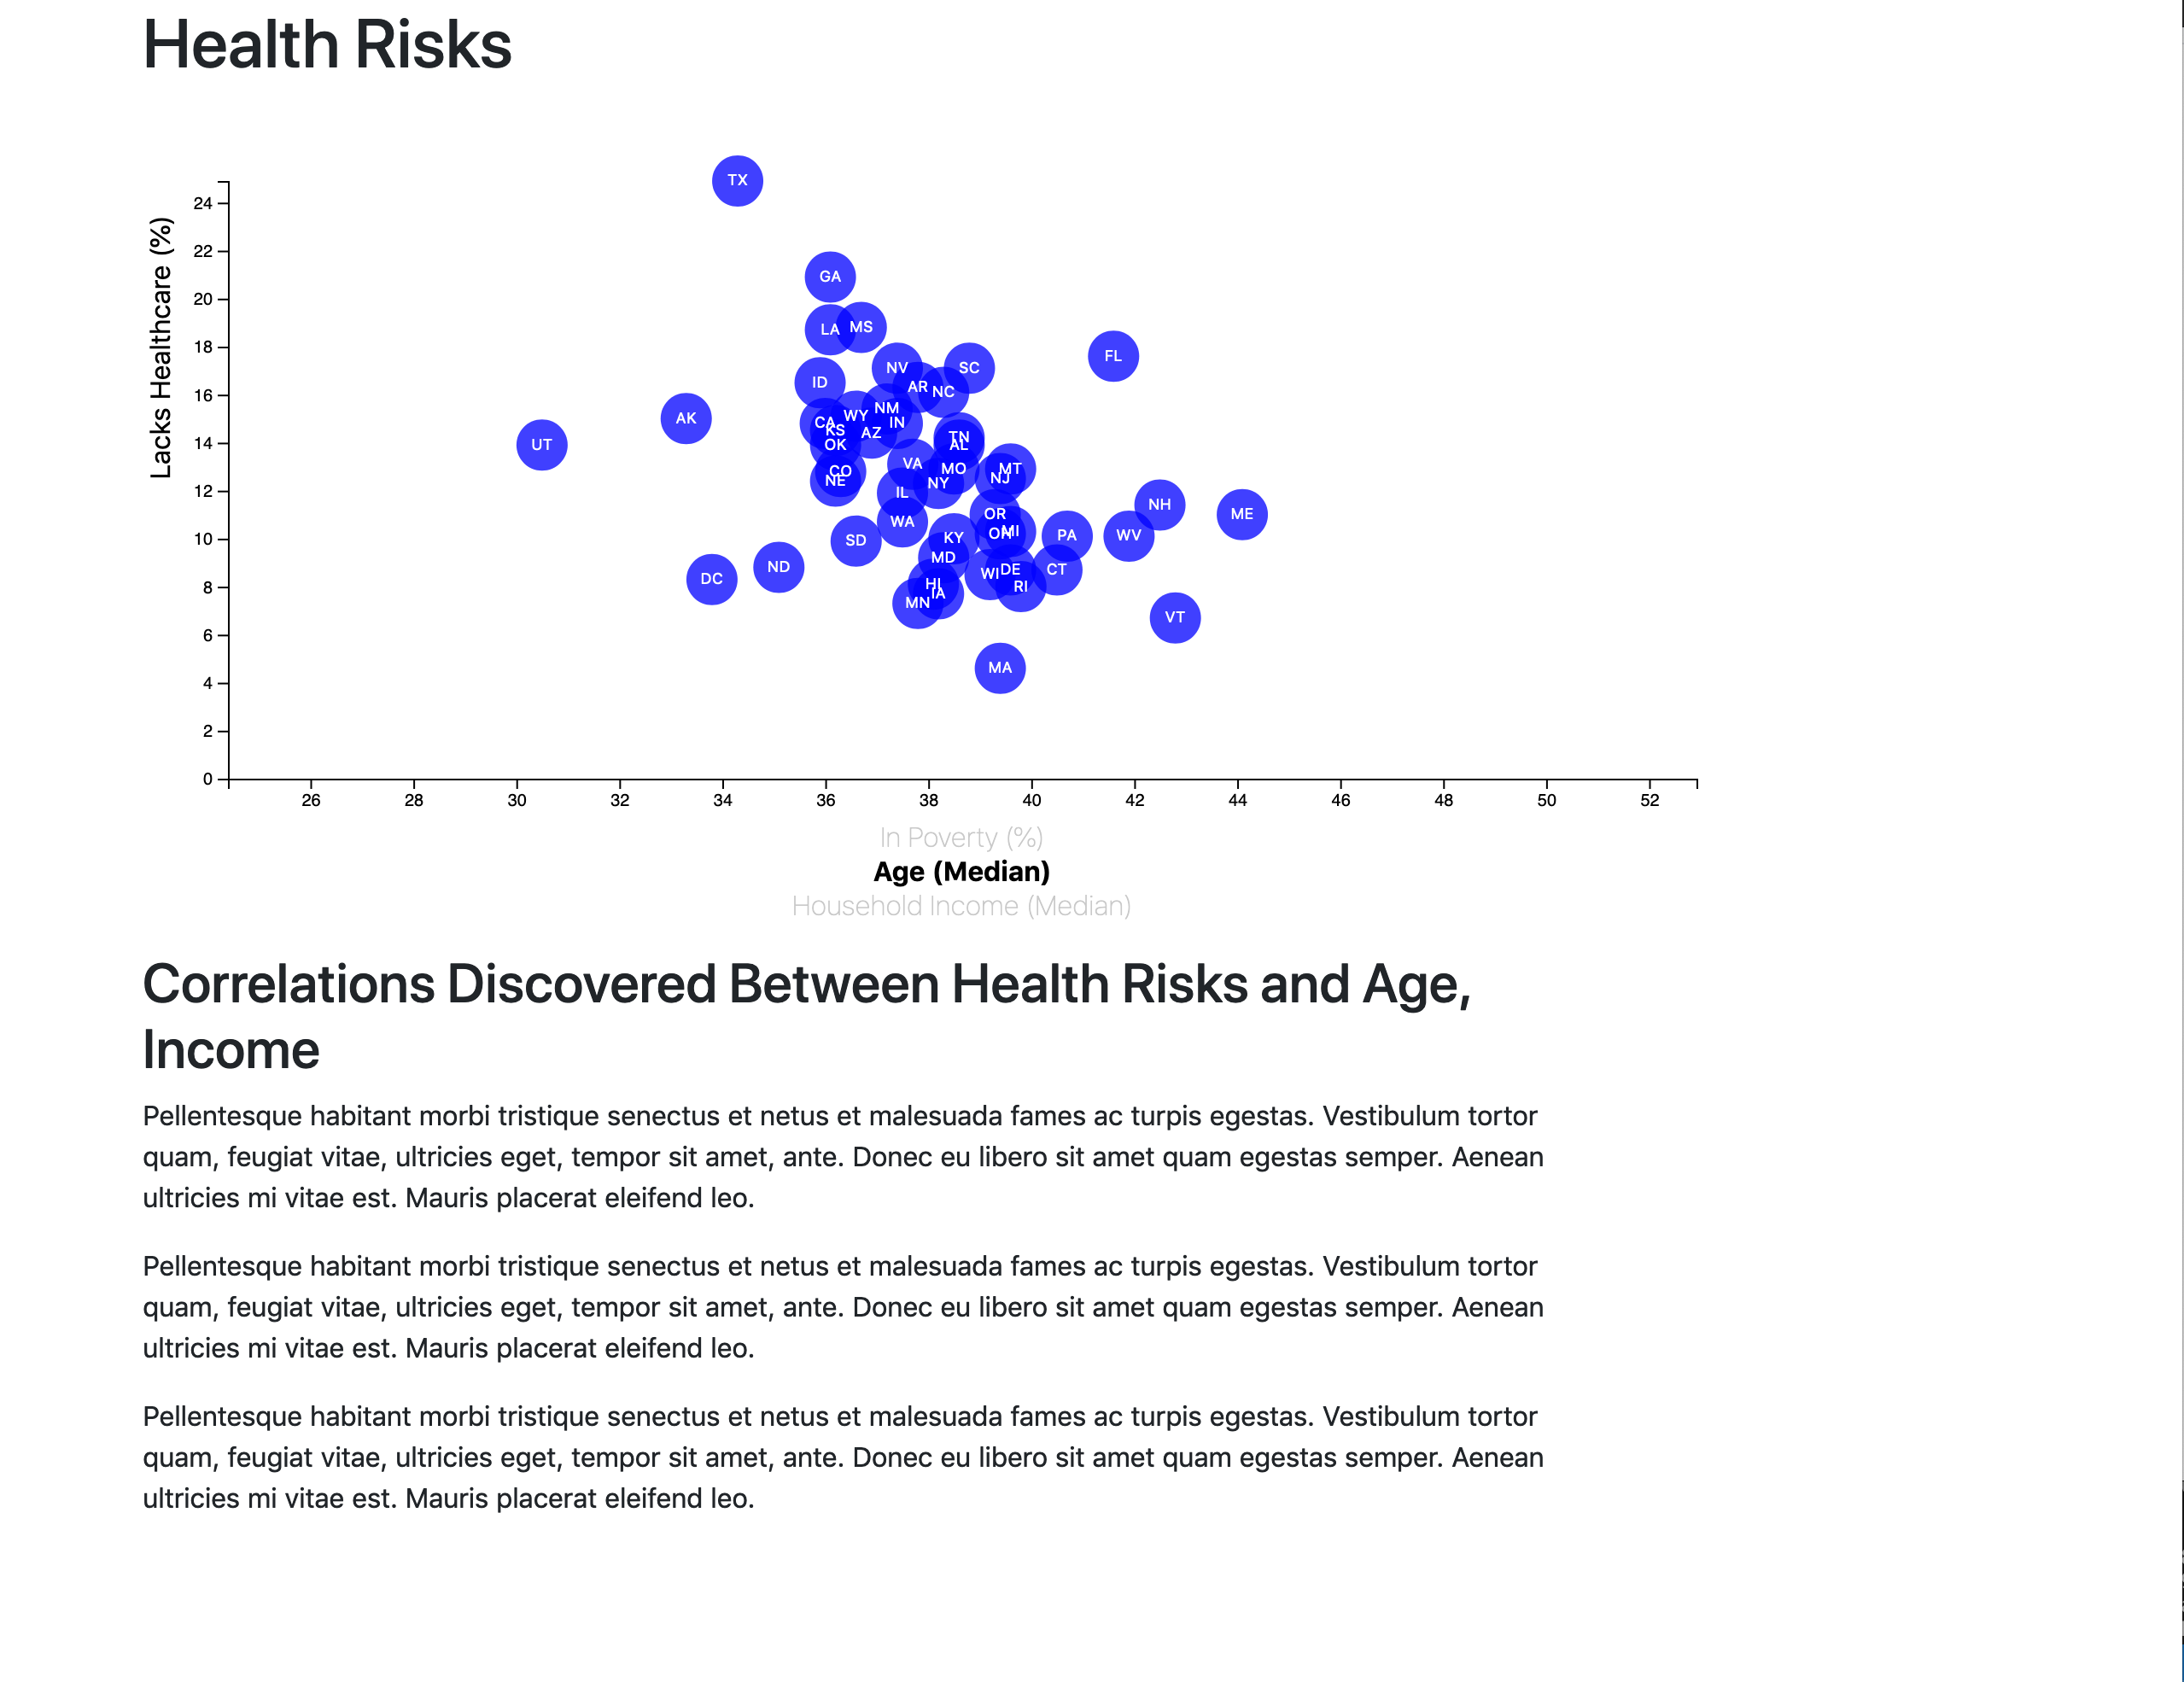 Health Risks
TX
24
Lacks Healthcare (%)
22
GA
20
LA MS
18
FL
NV SC
ID
AR NC
16
NM
WY
AK
CA IN
KS AZ
14
UT
OK
TN
AL
VA
CO MO MT
NE NY NJ
12
IL
NH
OR ME
WA
MI
PA WV
10
SD KY
MD
ND
WI DE CT
DC
8
HI RI
IA
MN
VT
6
MA
4
2
0
26 28 30 32 34 36 38 40 42 44 46 48 50 52
In Poverty (%)
Age (Median)
Household Income (Median)
Correlations Discovered Between Health Risks and Age,
Income
Pellentesque habitant morbi tristique senectus et netus et malesuada fames ac turpis egestas. Vestibulum tortor
quam, feugiat vitae, ultricies eget, tempor sit amet, ante. Donec eu libero sit amet quam egestas semper. Aenean
ultricies mi vitae est. Mauris placerat eleifend leo.
Pellentesque habitant morbi tristique senectus et netus et malesuada fames ac turpis egestas. Vestibulum tortor
quam, feugiat vitae, ultricies eget, tempor sit amet, ante. Donec eu libero sit amet quam egestas semper. Aenean
ultricies mi vitae est. Mauris placerat eleifend leo.
Pellentesque habitant morbi tristique senectus et netus et malesuada fames ac turpis egestas. Vestibulum tortor
quam, feugiat vitae, ultricies eget, tempor sit amet, ante. Donec eu libero sit amet quam egestas semper. Aenean
ultricies mi vitae est. Mauris placerat eleifend leo.